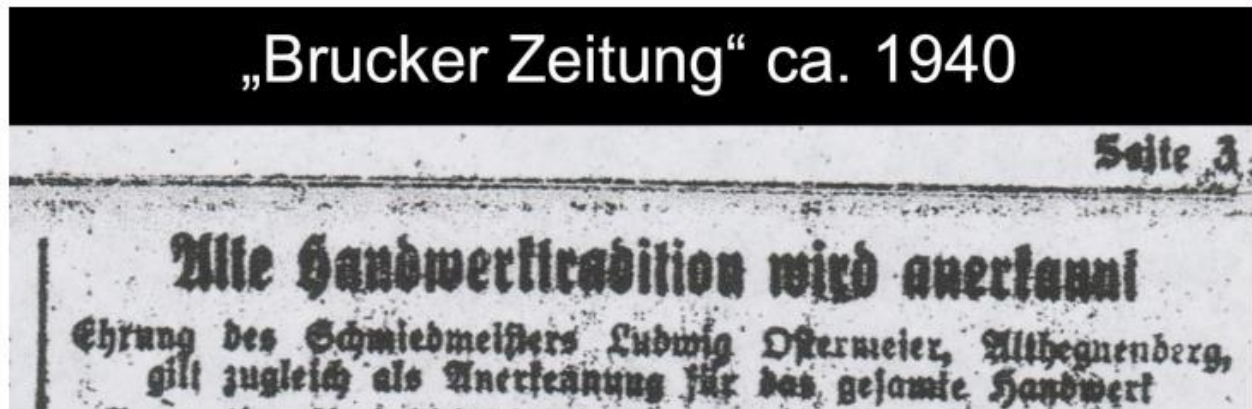 „Brucker Zeitung“ ca. 1940
Seite 3
Alte Handwerktradition wird anerkannt
Ehrung des Schmiedmeisters Ludwig Ostermeier, Althegnenberg,
gilt zugleich als Anerkennung für das gesamte Handwerk